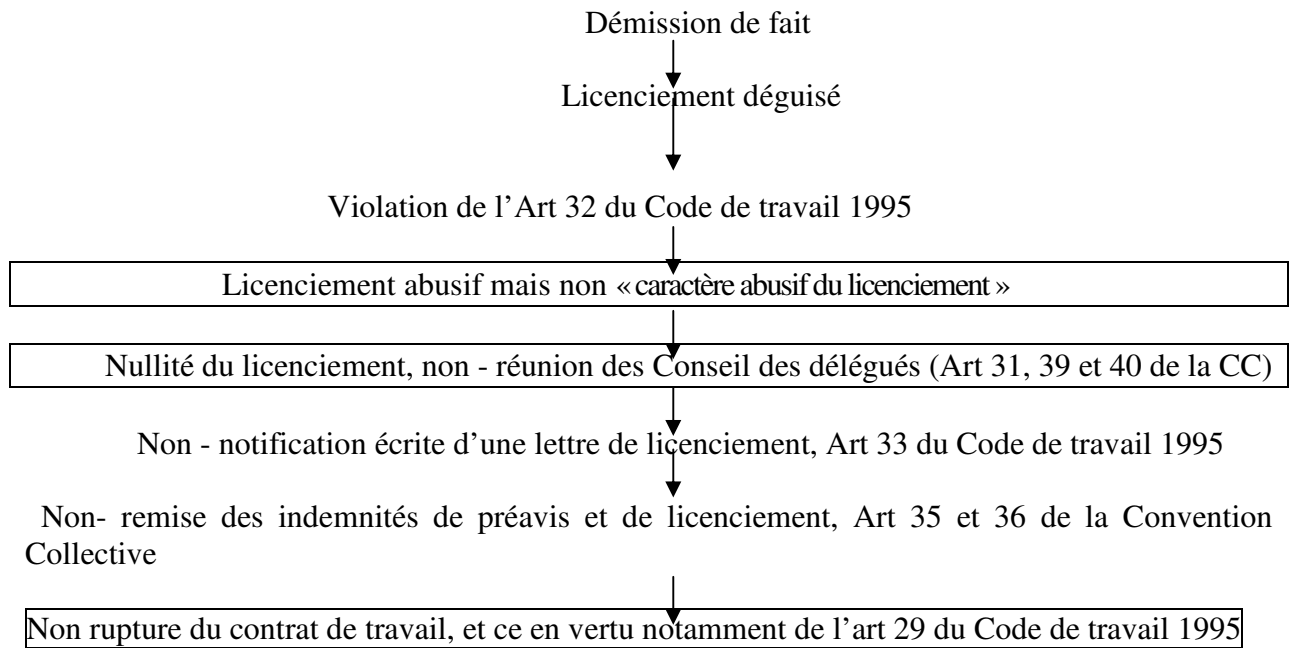 Démission de fait
Licenciement déguisé
Violation de l’Art 32 du Code de travail 1995
Licenciement abusif mais non « caractère abusif du licenciement »
Nullité du licenciement, non - réunion des Conseil des délégués (Art 31, 39 et 40 de la CC)
Non - notification écrite d’une lettre de licenciement, Art 33 du Code de travail 1995
Non- remise des indemnités de préavis et de licenciement, Art 35 et 36 de la Convention
Collective
Non rupture du contrat de travail, et ce en vertu notamment de l’art 29 du Code de travail 1995